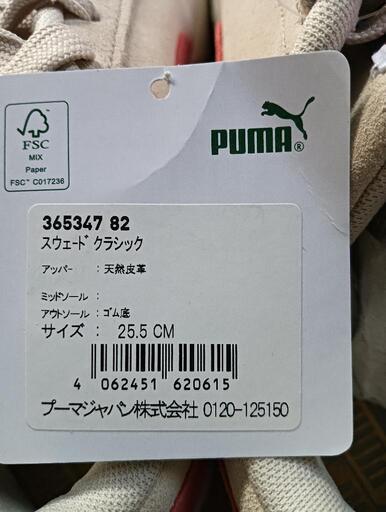 FSC
MIX
Paper
FSC™ C017236
PUMA®
365347 82
スウェード クラシック
アッパー : 天然皮革
ミッドソール :
アウトソール : ゴム底
サイズ : 25.5 CM
4 062451 620615
プーマジャパン株式会社 0120-125150